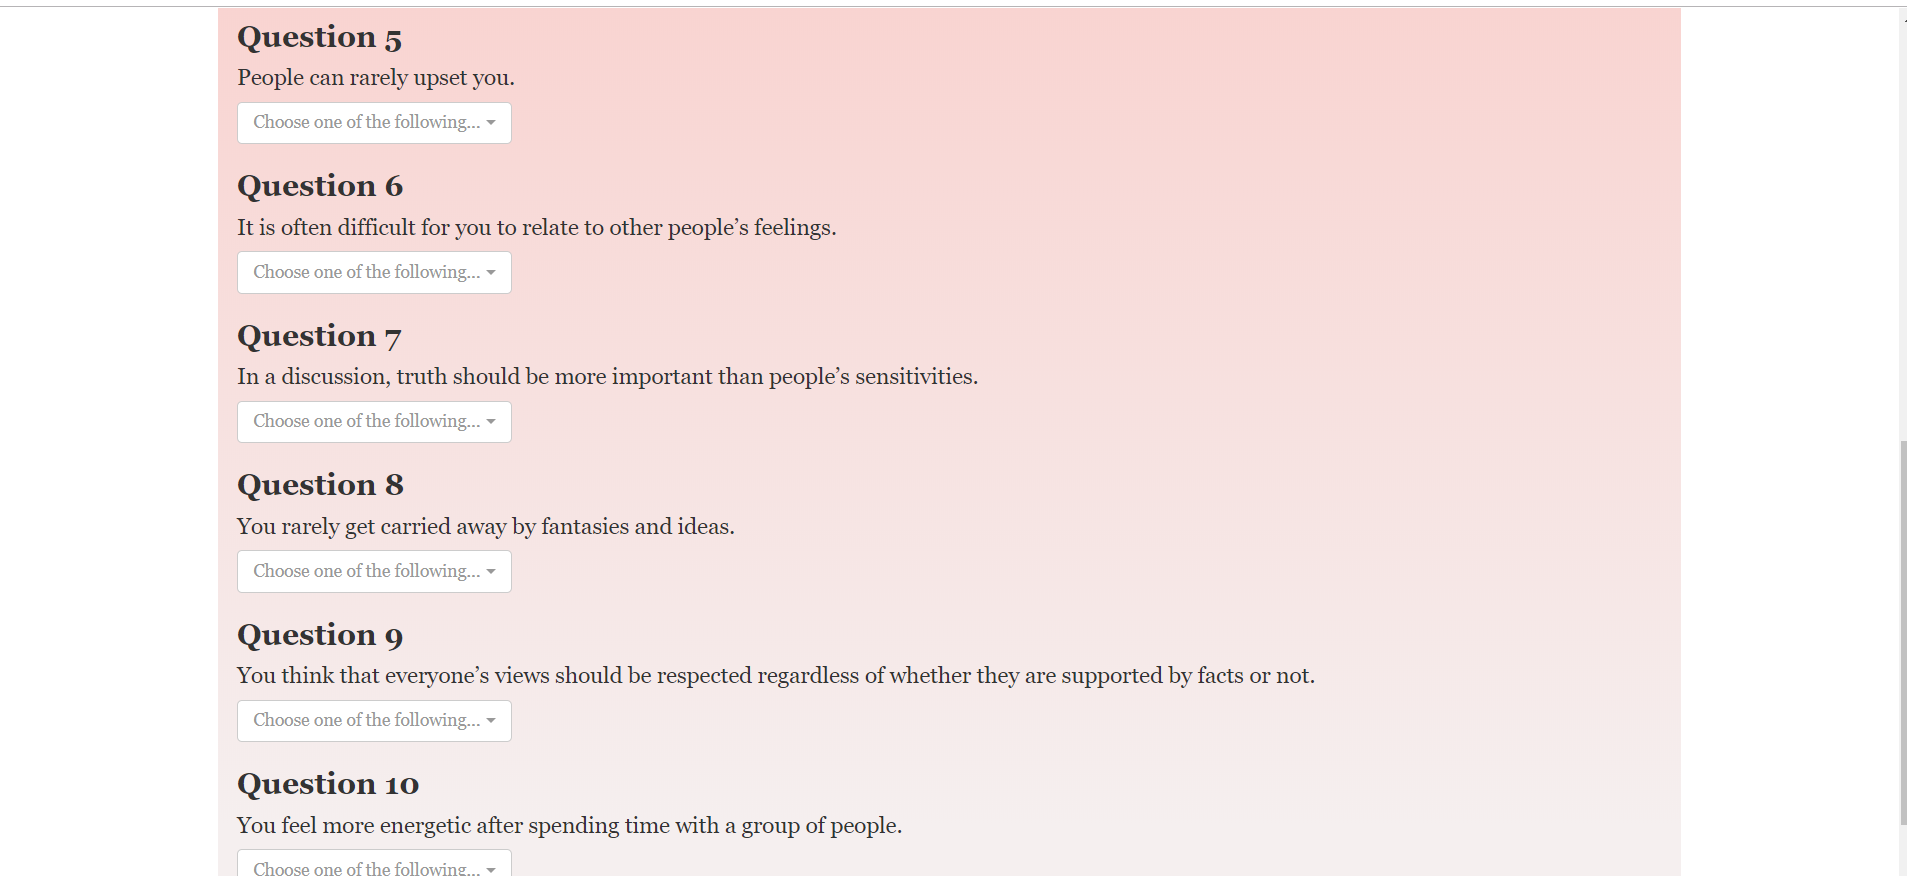 Question 5
People can rarely upset you.
Choose one of the following...
Question 6
It is often difficult for you to relate to other people’s feelings.
Choose one of the following...
Question 7
In a discussion, truth should be more important than people’s sensitivities.
Choose one of the following...
Question 8
You rarely get carried away by fantasies and ideas.
Choose one of the following...
Question 9
You think that everyone’s views should be respected regardless of whether they are supported by facts or not.
Choose one of the following...
Question 10
You feel more energetic after spending time with a group of people.
Choose one of the following...